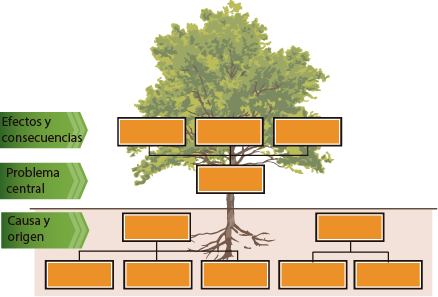 Efectos y
consecuencias
Problema
central
Causa y
origen